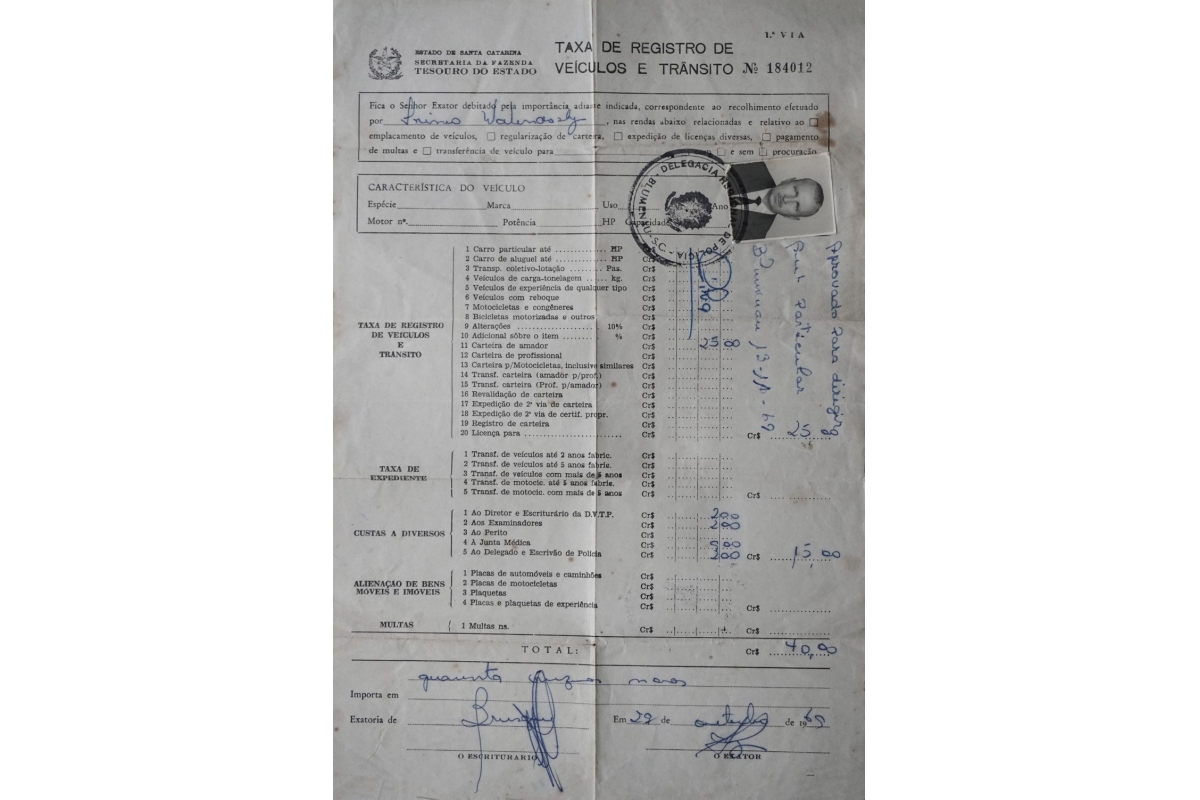 1.ª VIA
ESTADO DE SANTA CATARINA
SECRETARIA DA FAZENDA
TESOURO DO ESTADO
TAXA DE REGISTRO DE
VEÍCULOS E TRÂNSITO Nº 184012
Fica o Senhor Exator debitado pela importância adiante indicada, correspondente ao recolhimento efetuado
por , nas rendas abaixo relacionadas e relativo ao
emplacamento de veículos, regularização de carteira, expedição de licenças diversas, pagamento
de multas e transferência de veículo para e sem procuração
DELEGACIA REGIONAL DE POLÍCIA - BLUMENAU - S.C. -
CARACTERÍSTICA DO VEÍCULO
Espécie Marca Uso Ano
Motor nº. Potência HP Capacidade
TAXA DE REGISTRO
DE VEÍCULOS
E
TRÂNSITO
1 Carro particular até HP Cr$
2 Carro de aluguel até HP Cr$
3 Transp. coletivo-lotação Pas. Cr$
4 Veículos de carga-tonelagem kg. Cr$
5 Veículos de experiência de qualquer tipo Cr$
6 Veículos com reboque Cr$
7 Motocicletas e congêneres Cr$
8 Bicicletas motorizadas e outros Cr$
9 Alterações 10% Cr$
10 Adicional sôbre o item % Cr$
11 Carteira de amador Cr$ 25 00
12 Carteira de profissional Cr$
13 Carteira p/Motocicletas, inclusive similares Cr$
14 Transf. carteira (amadôr p/prof.) Cr$
15 Transf. carteira (Prof. p/amador) Cr$
16 Revalidação de carteira Cr$
17 Expedição de 2ª via de carteira Cr$
18 Expedição de 2ª via de certif. propr. Cr$
19 Registro de carteira Cr$
20 Licença para Cr$ Cr$ 25 00
Aprovado Para dirigir
Particular
Blumenau
TAXA DE
EXPEDIENTE
1 Transf. de veículos até 2 anos fabric. Cr$
2 Transf. de veículos até 5 anos fabric. Cr$
3 Transf. de veículos com mais de 5 anos Cr$
4 Transf. de motocic. até 5 anos fabric. Cr$
5 Transf. de motocic. com mais de 5 anos Cr$ Cr$
CUSTAS A DIVERSOS
1 Ao Diretor e Escriturário da D.V.T.P. Cr$ 2 00
2 Aos Examinadores Cr$ 2 00
3 Ao Perito Cr$
4 À Junta Médica Cr$
5 Ao Delegado e Escrivão de Polícia Cr$ 2 00 Cr$ 15,00
ALIENAÇÃO DE BENS
MÓVEIS E IMÓVEIS
1 Placas de automóveis e caminhões Cr$
2 Placas de motocicletas Cr$
3 Plaquetas Cr$
4 Placas e plaquetas de experiência Cr$ Cr$
MULTAS
1 Multas ns. Cr$ Cr$
TOTAL: Cr$ 40,00
quarenta cruzeiros novos
Importa em
Exatoria de Brusque Em 29 de outubro de 1969
O ESCRITURARIO O EXATOR